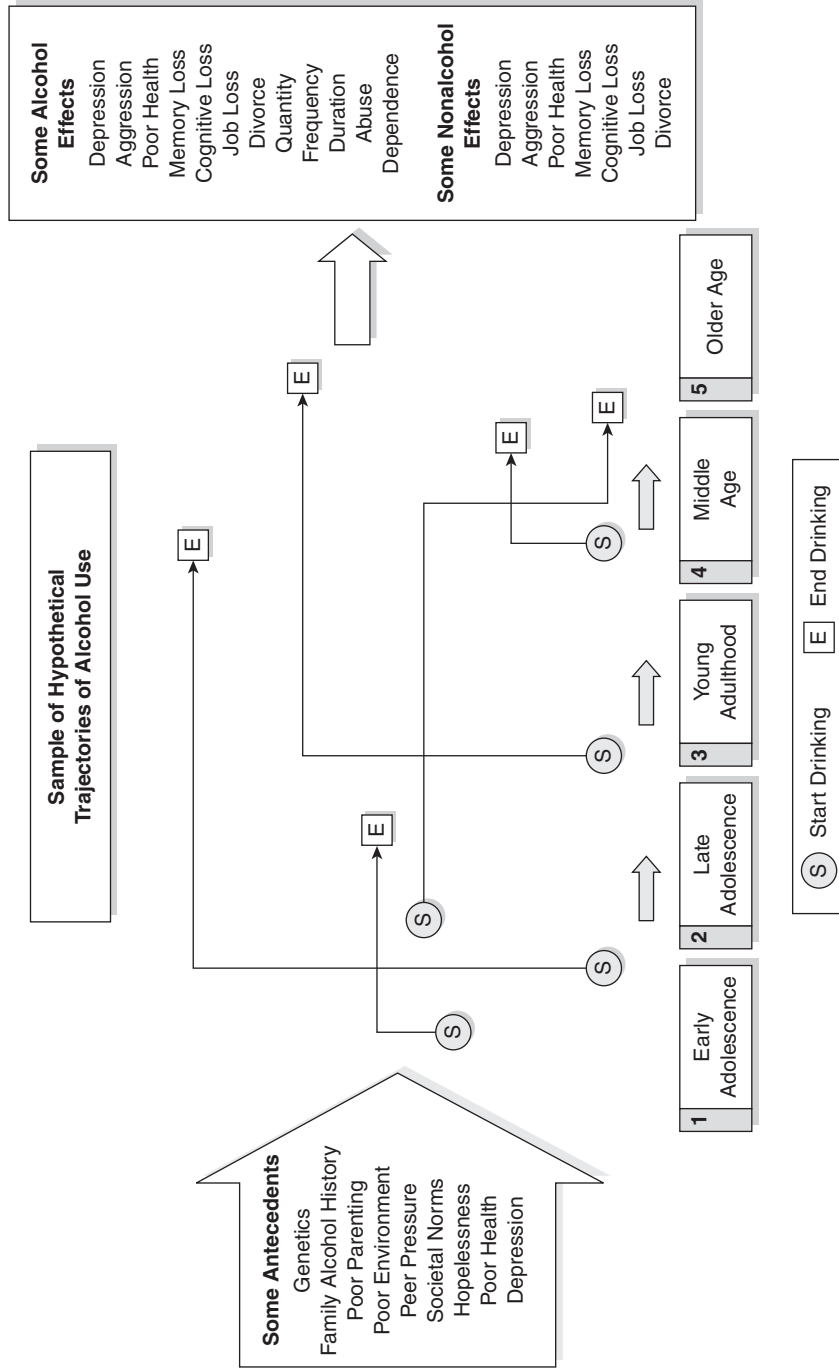 Sample of Hypothetical
Trajectories of Alcohol Use
Some Antecedents
Genetics
Family Alcohol History
Poor Parenting
Poor Environment
Peer Pressure
Societal Norms
Hopelessness
Poor Health
Depression
S
E
S
E
S
E
S
E
S
E
Some Alcohol
Effects
Depression
Aggression
Poor Health
Memory Loss
Cognitive Loss
Job Loss
Divorce
Quantity
Frequency
Duration
Abuse
Dependence
Some Nonalcohol
Effects
Depression
Aggression
Poor Health
Memory Loss
Cognitive Loss
Job Loss
Divorce
1
Early
Adolescence
2
Late
Adolescence
3
Young
Adulthood
4
Middle
Age
5
Older Age
S Start Drinking
E End Drinking